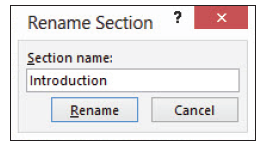 Rename Section ? ×
Section name:
Introduction
Rename Cancel